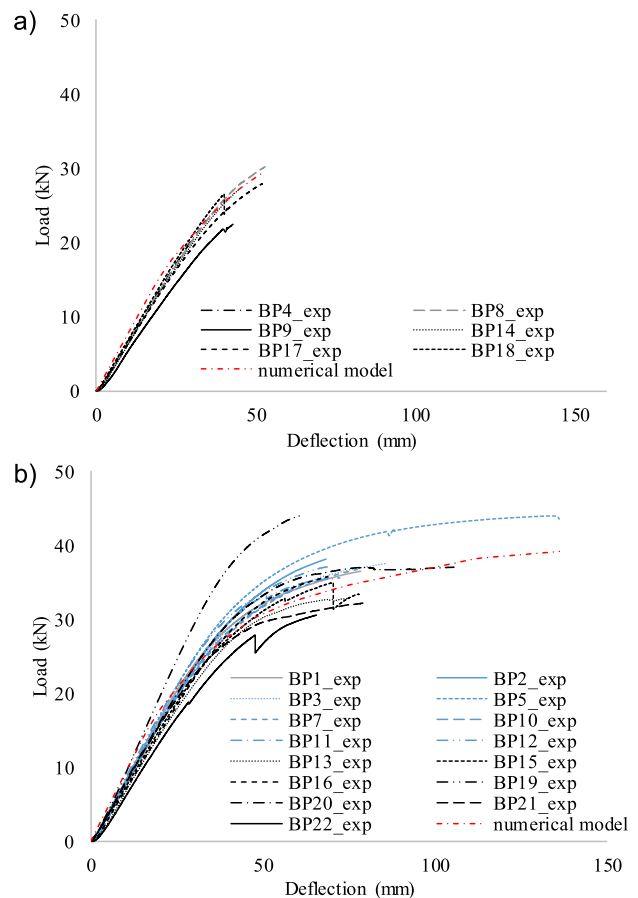 a)
50
40
30
20
10
0
Load (kN)
BP4_exp BP8_exp
BP9_exp BP14_exp
BP17_exp BP18_exp
numerical model
0 50 100 150
Deflection (mm)
b)
50
40
30
20
10
0
Load (kN)
BP1_exp BP2_exp
BP3_exp BP5_exp
BP7_exp BP10_exp
BP11_exp BP12_exp
BP13_exp BP15_exp
BP16_exp BP19_exp
BP20_exp BP21_exp
BP22_exp numerical model
0 50 100 150
Deflection (mm)